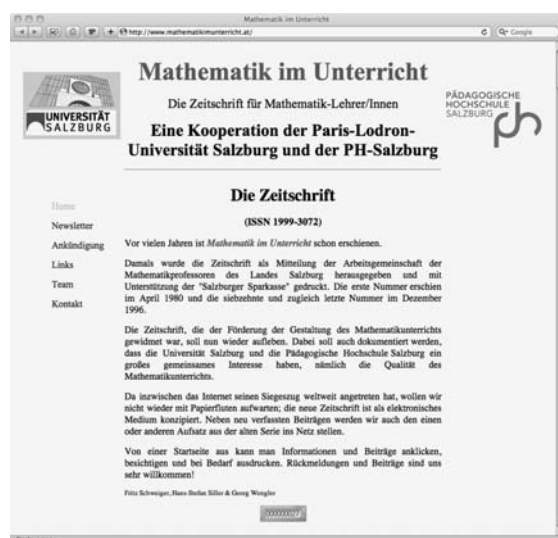 Mathematik im Unterricht
http://www.mathematikimunterricht.at/
Google
UNIVERSITÄT
SALZBURG
Mathematik im Unterricht
Die Zeitschrift für Mathematik-Lehrer/Innen
Eine Kooperation der Paris-Lodron-
Universität Salzburg und der PH-Salzburg
PÄDAGOGISCHE
HOCHSCHULE
SALZBURG
ph
Home
Newsletter
Ankündigung
Links
Team
Kontakt
Die Zeitschrift
(ISSN 1999-3072)
Vor vielen Jahren ist Mathematik im Unterricht schon erschienen.
Damals wurde die Zeitschrift als Mitteilung der Arbeitsgemeinschaft der
Mathematikprofessoren des Landes Salzburg herausgegeben und mit
Unterstützung der "Salzburger Sparkasse" gedruckt. Die erste Nummer erschien
im April 1980 und die siebzehnte und zugleich letzte Nummer im Dezember
1996.
Die Zeitschrift, die der Förderung der Gestaltung des Mathematikunterrichts
gewidmet war, soll nun wieder aufleben. Dabei soll auch dokumentiert werden,
dass die Universität Salzburg und die Pädagogische Hochschule Salzburg ein
großes gemeinsames Interesse haben, nämlich die Qualität des
Mathematikunterrichts.
Da inzwischen das Internet seinen Siegeszug weltweit angetreten hat, wollen wir
nicht wieder mit Papierfluten aufwarten; die neue Zeitschrift ist als elektronisches
Medium konzipiert. Neben neu verfassten Beiträgen werden wir auch den einen
oder anderen Aufsatz aus der alten Serie ins Netz stellen.
Von einer Startseite aus kann man Informationen und Beiträge anklicken,
besichtigen und bei Bedarf ausdrucken. Rückmeldungen und Beiträge sind uns
sehr willkommen!
Fritz Schweiger, Hans-Stefan Siller & Georg Wengler